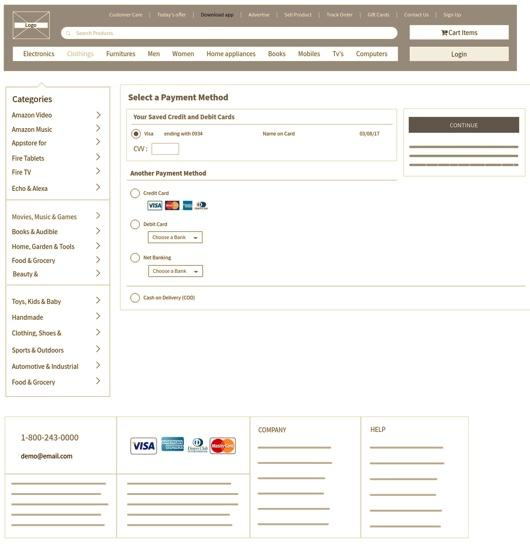 Customer Care | Today's offer | Download app | Advertise | Sell Product | Track Order | Gift Cards | Contact Us | Sign Up
Logo
Search Products
Cart Items
Electronics Clothings Furnitures Men Women Home appliances Books Mobiles Tv's Computers
Login
Categories
Amazon Video
Amazon Music
Appstore for
Fire Tablets
Fire TV
Echo & Alexa
Movies, Music & Games
Books & Audible
Home, Garden & Tools
Food & Grocery
Beauty &
Toys, Kids & Baby
Handmade
Clothing, Shoes &
Sports & Outdoors
Automotive & Industrial
Food & Grocery
Select a Payment Method
Your Saved Credit and Debit Cards
Visa ending with 0934 Name on Card 03/08/17
CVV :
Another Payment Method
Credit Card
VISA
Debit Card
Choose a Bank
Net Banking
Choose a Bank
Cash on Delivery (COD)
CONTINUE
1-800-243-0000
demo@email.com
VISA AMERICAN EXPRESS Diners Club INTERNATIONAL MasterCard
COMPANY
HELP